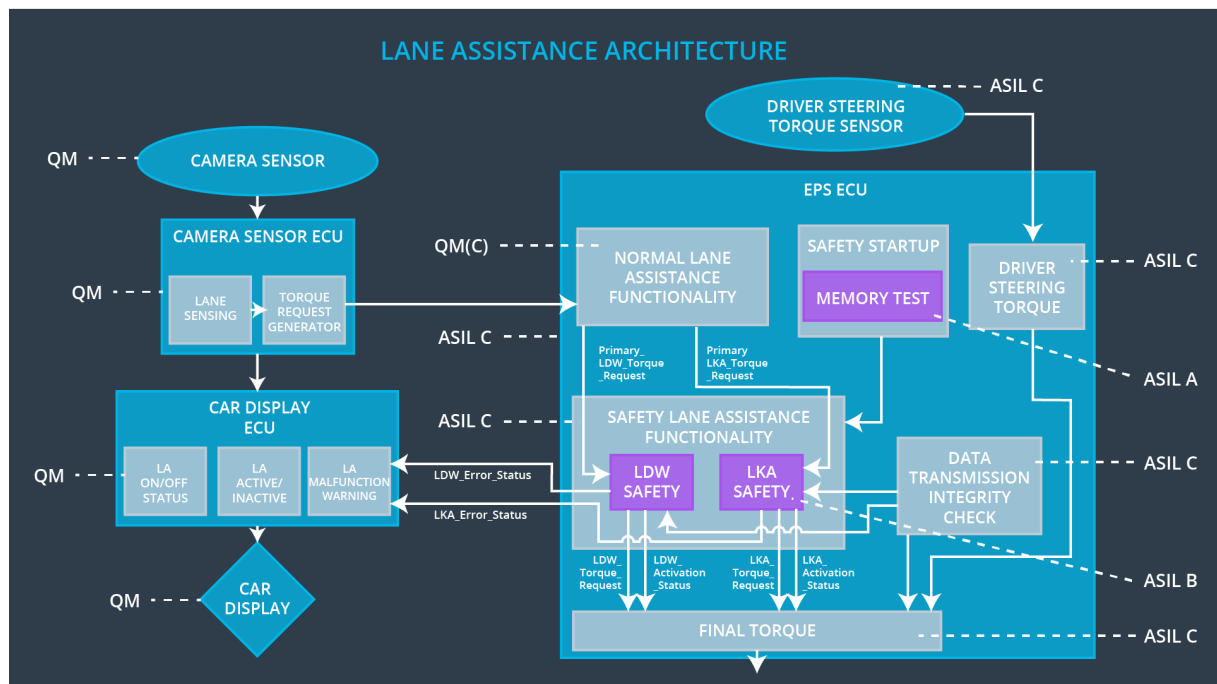 LANE ASSISTANCE ARCHITECTURE
ASIL C
DRIVER STEERING
TORQUE SENSOR
QM
CAMERA SENSOR
EPS ECU
CAMERA SENSOR ECU
QM(C)
NORMAL LANE
ASSISTANCE
FUNCTIONALITY
SAFETY STARTUP
MEMORY TEST
DRIVER
STEERING
TORQUE
ASIL C
QM
LANE
SENSING
TORQUE
REQUEST
GENERATOR
ASIL C
Primary_
LDW_Torque
_Request
Primary
LKA_Torque
_Request
ASIL A
CAR DISPLAY
ECU
ASIL C
SAFETY LANE ASSISTANCE
FUNCTIONALITY
QM
LA
ON/OFF
STATUS
LA
ACTIVE/
INACTIVE
LA
MALFUNCTION
WARNING
LDW_Error_Status
LKA_Error_Status
LDW
SAFETY
LKA
SAFETY
DATA
TRANSMISSION
INTEGRITY
CHECK
ASIL C
LDW_
Torque_
Request
LDW_
Activation
_Status
LKA_
Torque_
Request
LKA_
Activation
_Status
ASIL B
QM
CAR
DISPLAY
FINAL TORQUE
ASIL C